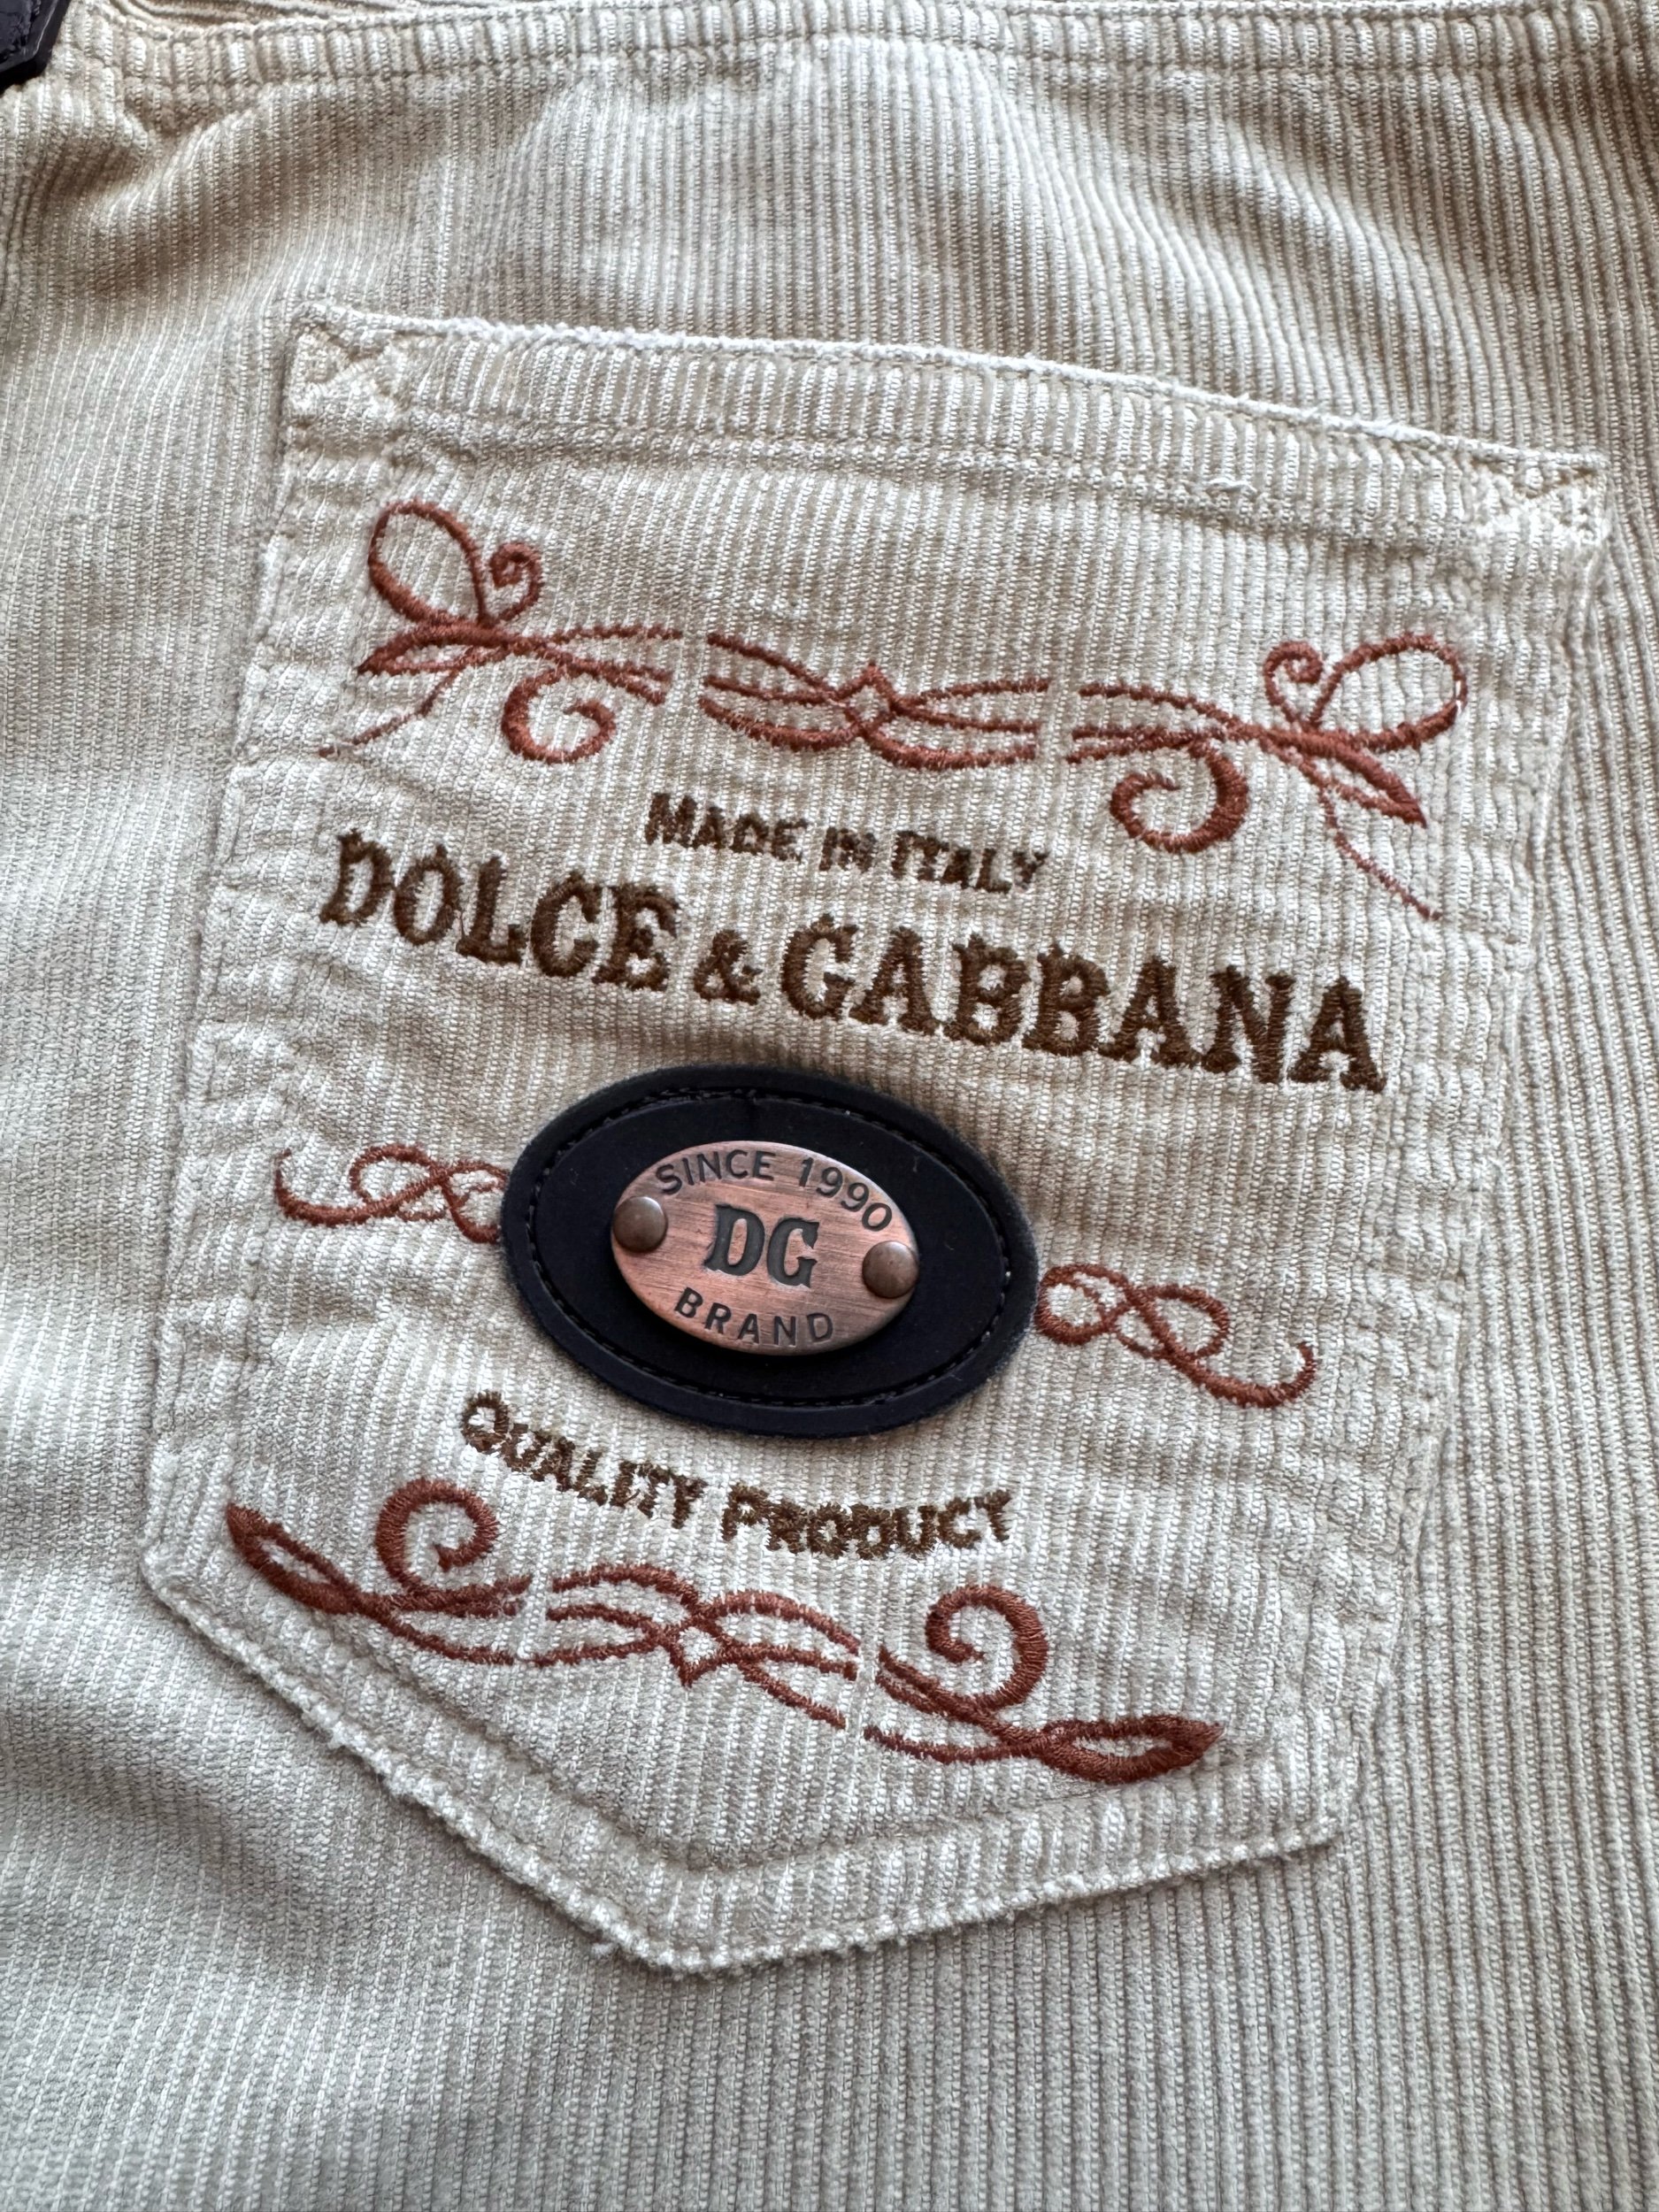 MADE IN ITALY
DOLCE & GABBANA
SINCE 1990
DG
BRAND
QUALITY PRODUCT